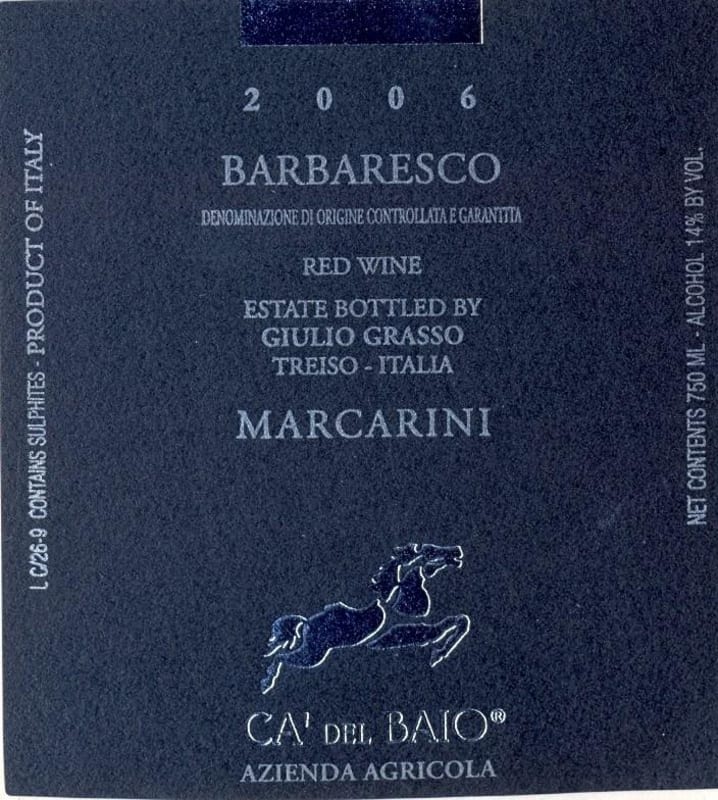 2 0 0 6
BARBARESCO
DENOMINAZIONE DI ORIGINE CONTROLLATA E GARANTITA
RED WINE
ESTATE BOTTLED BY
GIULIO GRASSO
TREISO - ITALIA
MARCARINI
CA' DEL BAIO®
AZIENDA AGRICOLA
L C/26-9 CONTAINS SULPHITES - PRODUCT OF ITALY
NET CONTENTS 750 ML - ALCOHOL 14% BY VOL.